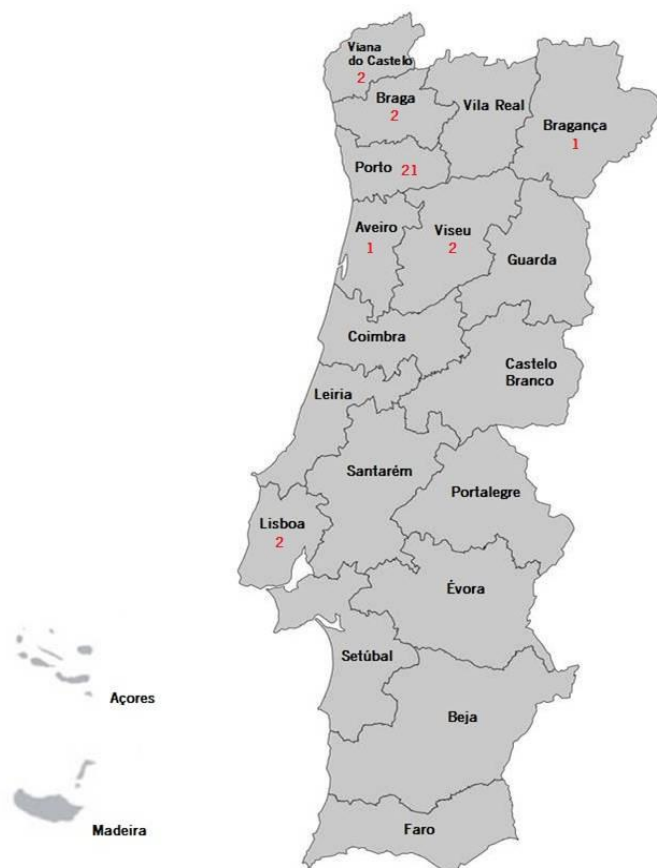 Viana
do Castelo
2
Braga
2
Vila Real
Bragança
1
Porto 21
Aveiro
1
Viseu
2
Guarda
Coimbra
Castelo
Branco
Leiria
Santarém
Portalegre
Lisboa
2
Évora
Setúbal
Açores
Beja
Madeira
Faro